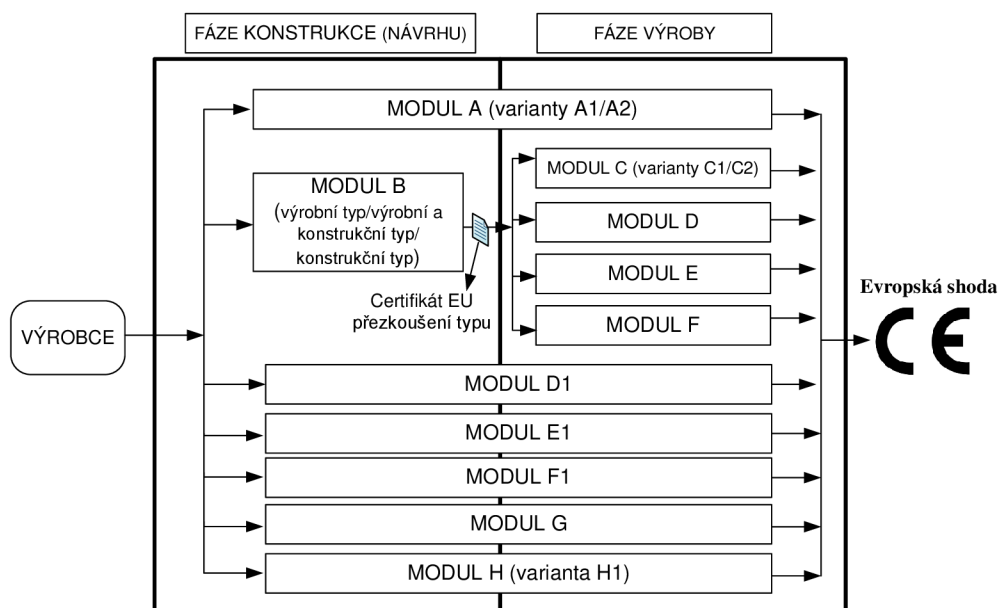 FÁZE KONSTRUKCE (NÁVRHU)
FÁZE VÝROBY
MODUL A (varianty A1/A2)
MODUL B
(výrobní typ/výrobní a
konstrukční typ/
konstrukční typ)
MODUL C (varianty C1/C2)
MODUL D
MODUL E
MODUL F
Certifikát EU
přezkoušení typu
VÝROBCE
Evropská shoda
CE
MODUL D1
MODUL E1
MODUL F1
MODUL G
MODUL H (varianta H1)